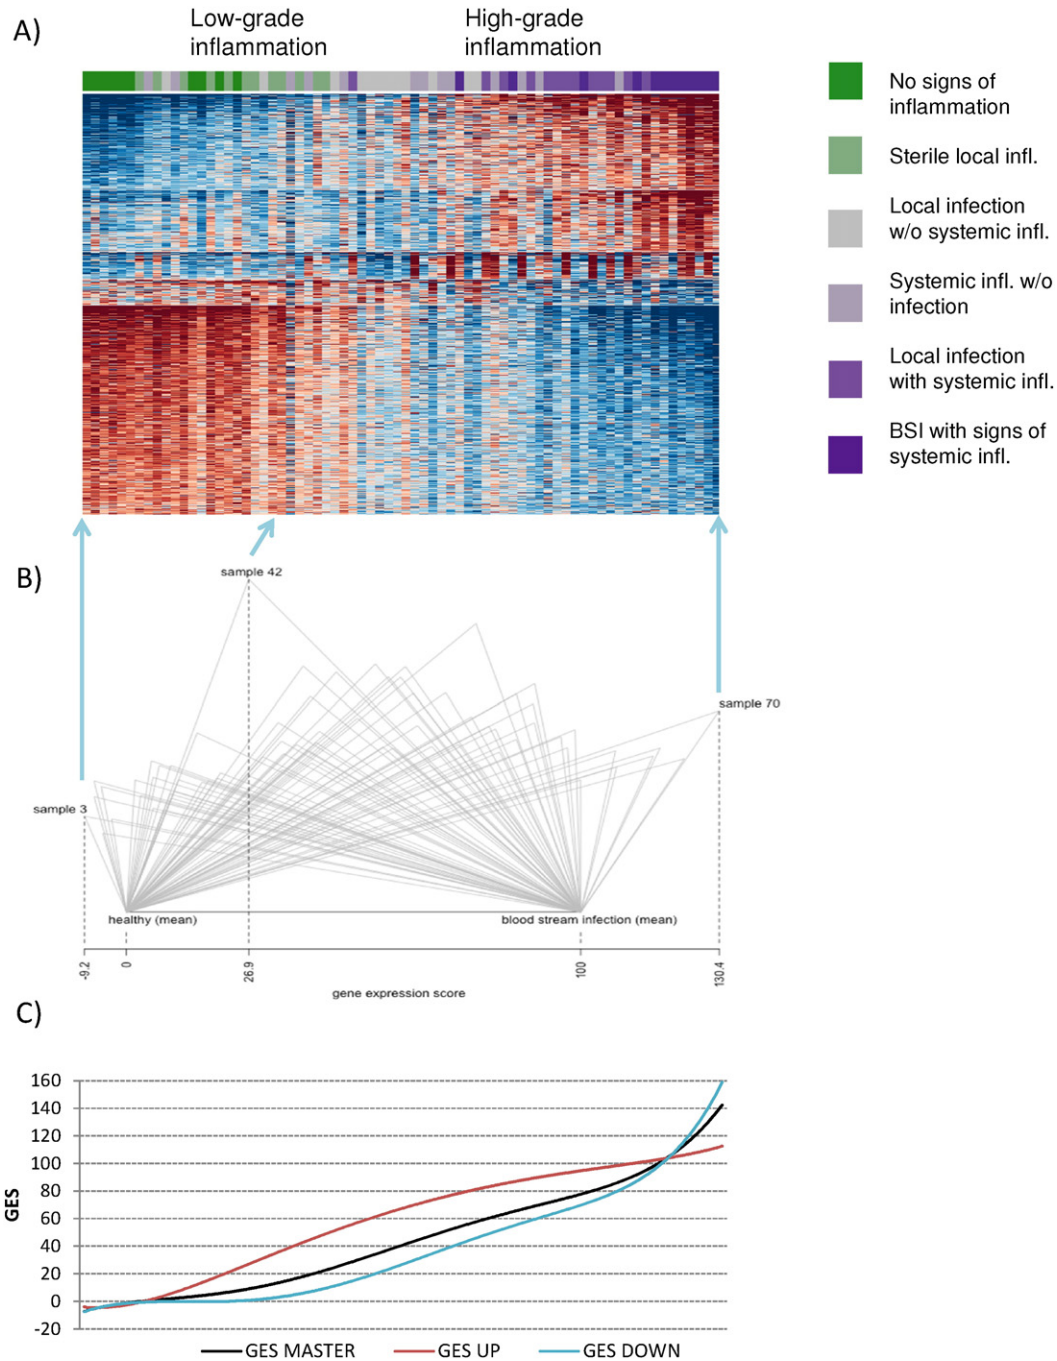 A)
Low-grade
inflammation
High-grade
inflammation
No signs of
inflammation
Sterile local infl.
Local infection
w/o systemic infl.
Systemic infl. w/o
infection
Local infection
with systemic infl.
BSI with signs of
systemic infl.
B)
sample 42
sample 70
sample 3
healthy (mean)
blood stream infection (mean)
-9.2
0
26.9
100
130.4
gene expression score
C)
160
140
120
100
80
60
40
20
0
-20
GES
GES MASTER
GES UP
GES DOWN